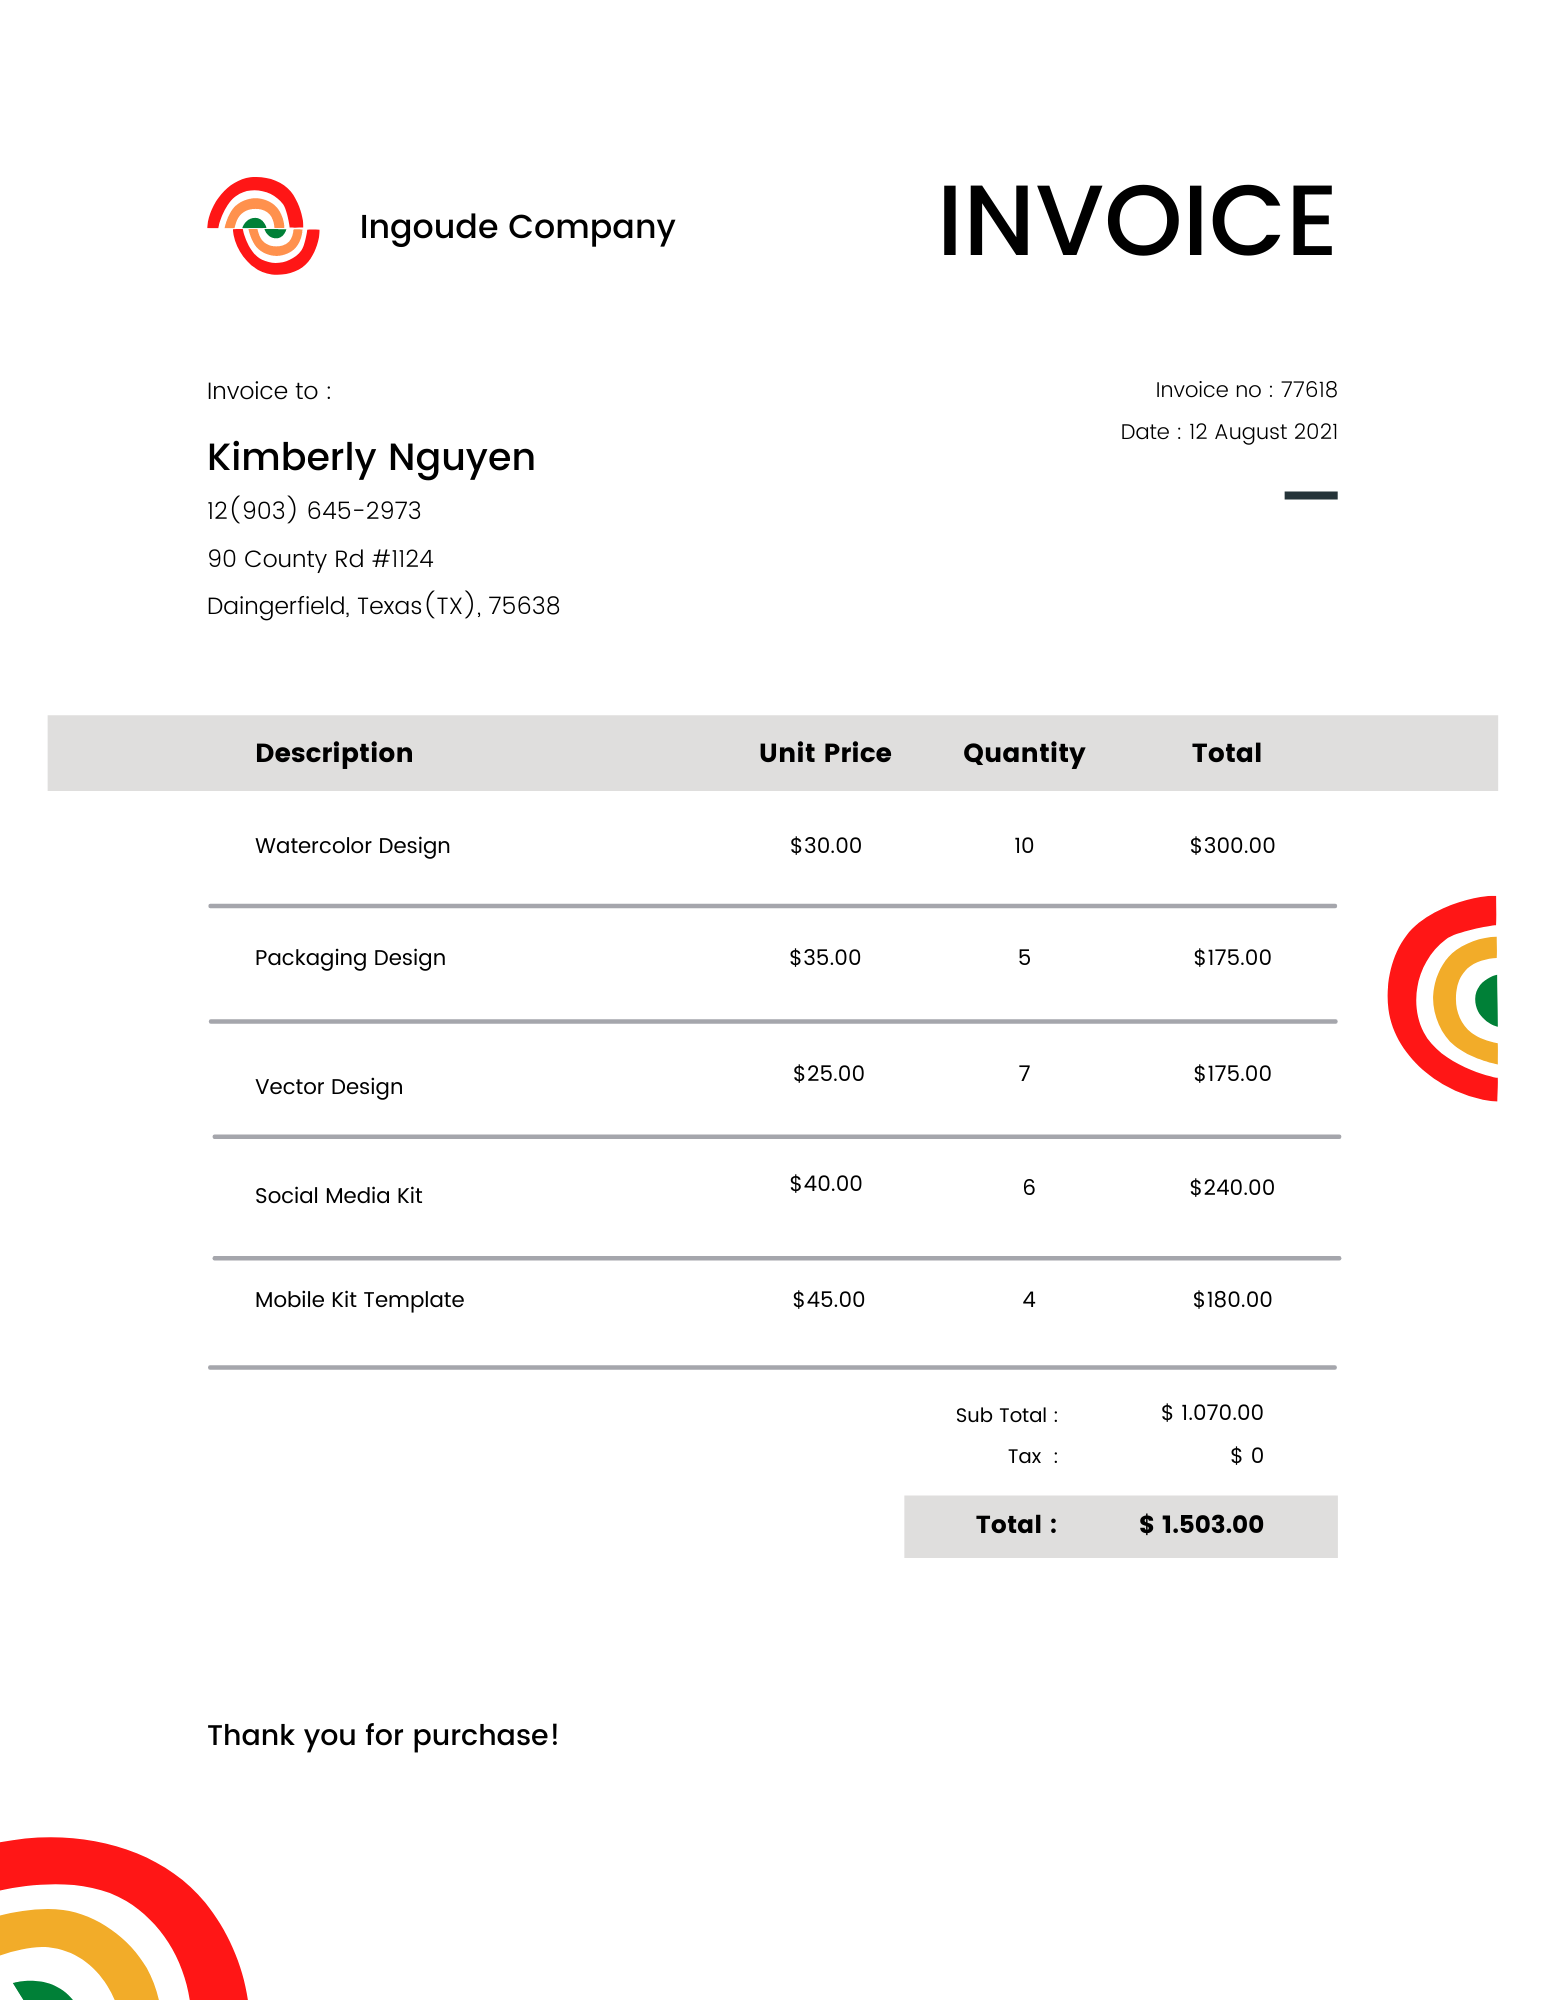 Ingoude Company
INVOICE
Invoice to :
Invoice no : 77618
Date : 12 August 2021
Kimberly Nguyen
12(903) 645-2973
90 County Rd #1124
Daingerfield, Texas(TX), 75638
Description Unit Price Quantity Total
Watercolor Design $30.00 10 $300.00
Packaging Design $35.00 5 $175.00
Vector Design $25.00 7 $175.00
Social Media Kit $40.00 6 $240.00
Mobile Kit Template $45.00 4 $180.00
Sub Total : $ 1.070.00
Tax : $ 0
Total : $ 1.503.00
Thank you for purchase!